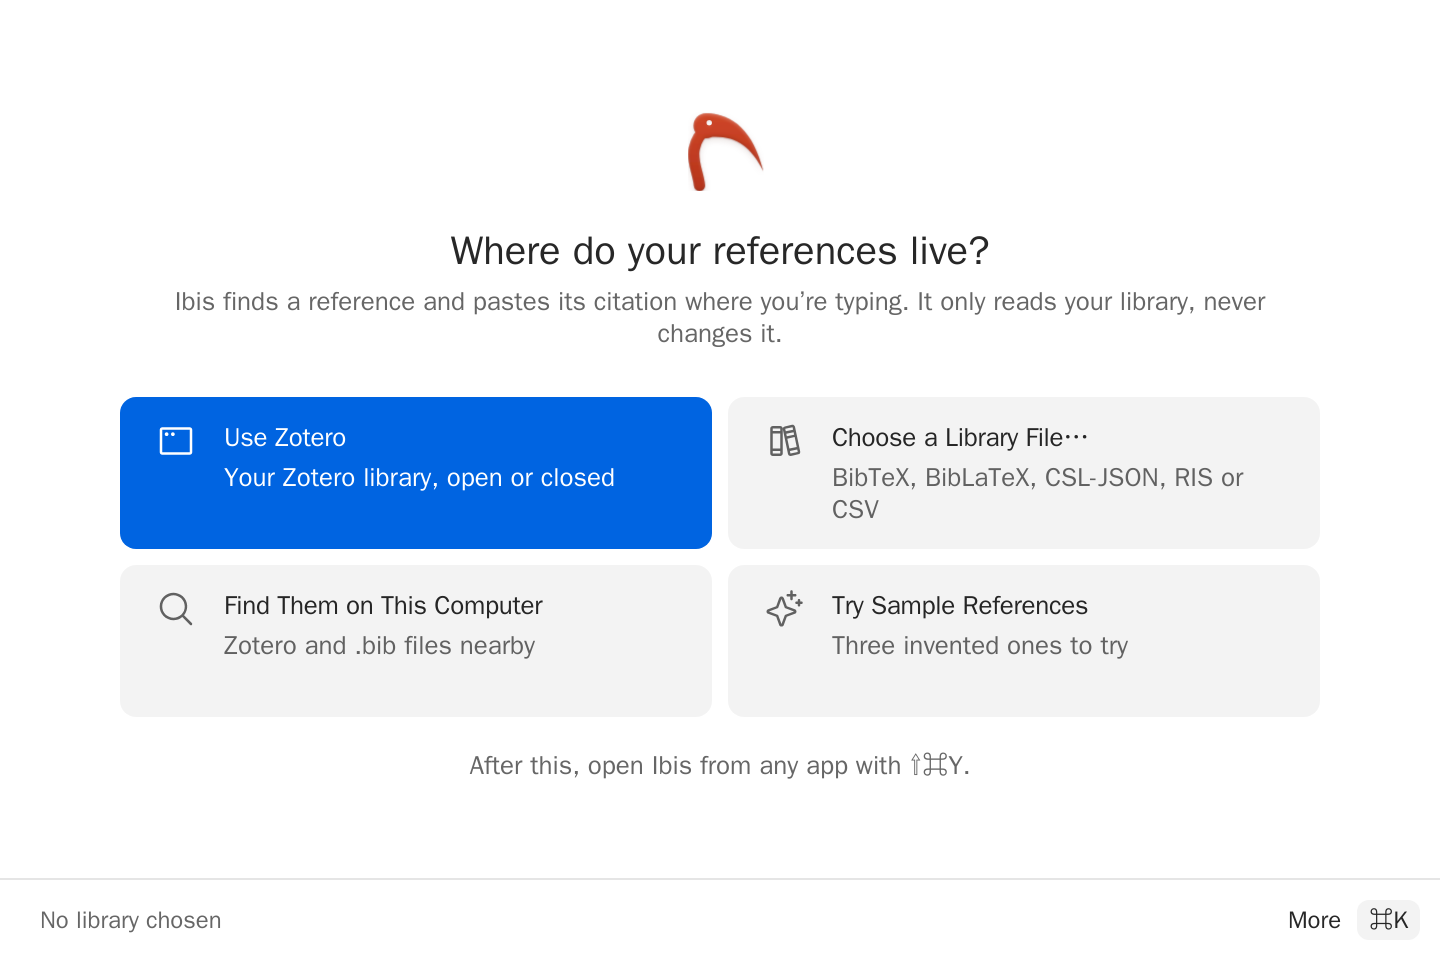 Where do your references live?
Ibis finds a reference and pastes its citation where you’re typing. It only reads your library, never
changes it.
Use Zotero
Your Zotero library, open or closed
Choose a Library File⋯
BibTeX, BibLaTeX, CSL-JSON, RIS or
CSV
Find Them on This Computer
Zotero and .bib files nearby
Try Sample References
Three invented ones to try
After this, open Ibis from any app with ⇧⌘Y.
No library chosen
More ⌘K